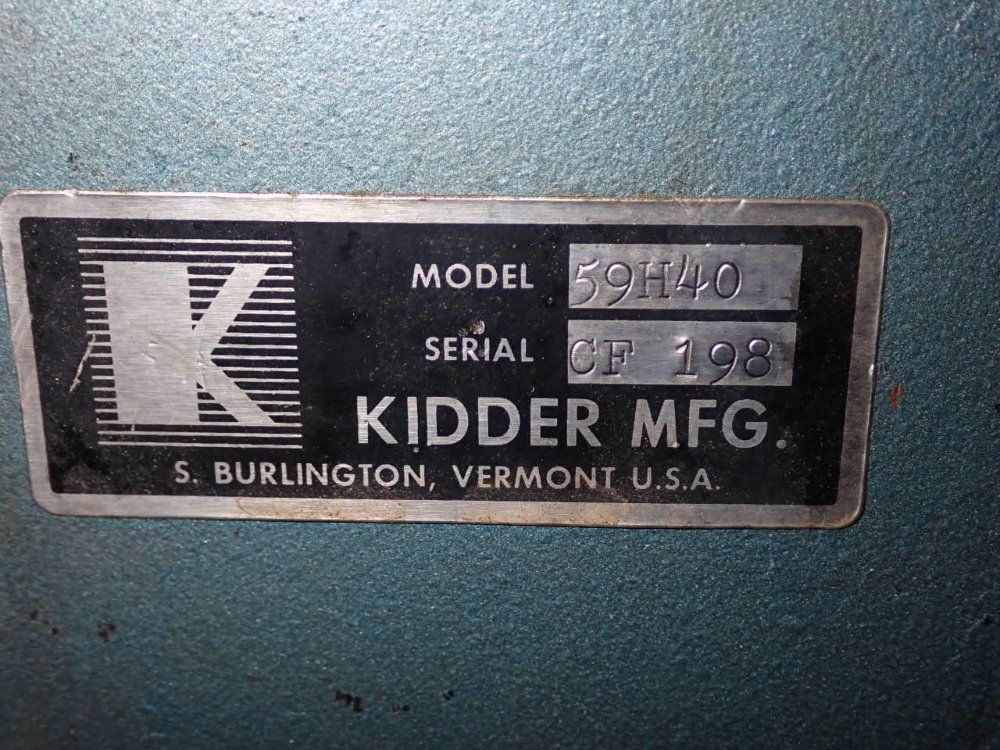 K
MODEL 59H40
SERIAL CF 198
KIDDER MFG.
S. BURLINGTON, VERMONT U.S.A.